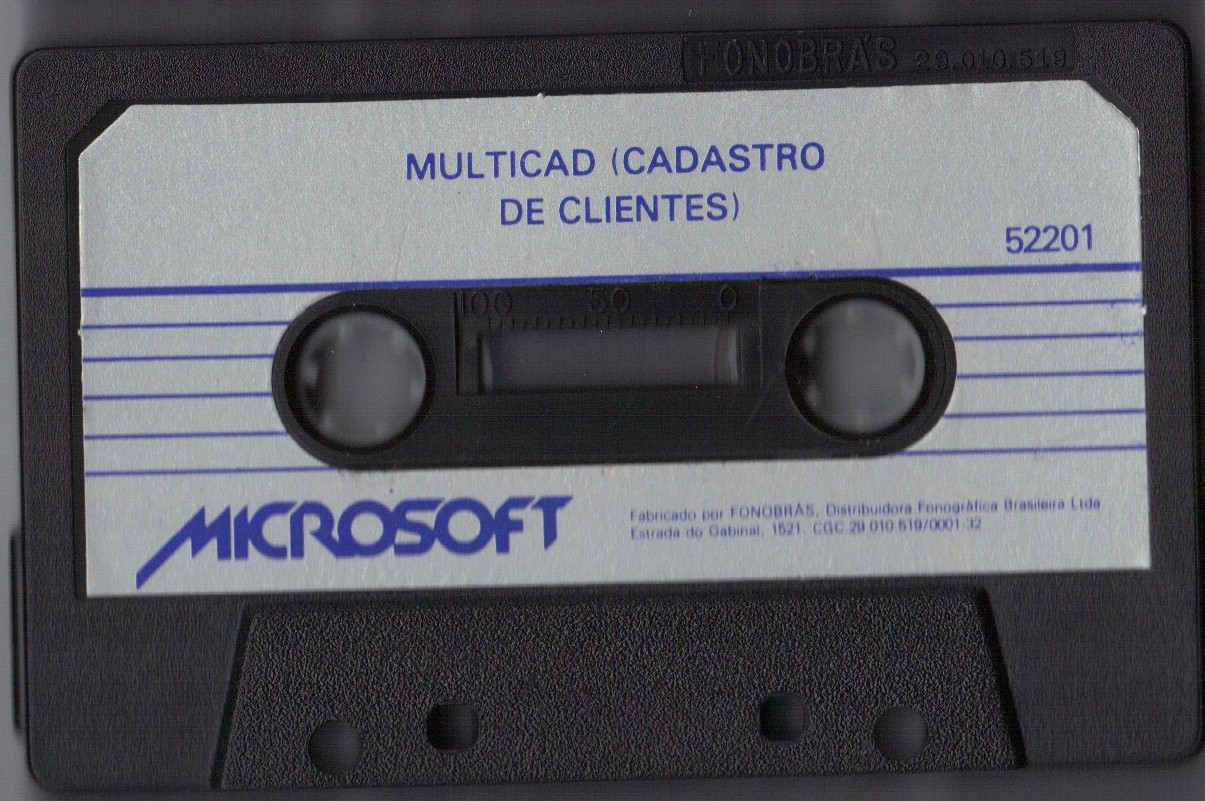 FONOBRÁS 29.010.519
MULTICAD (CADASTRO
DE CLIENTES)
52201
100 50 0
MICROSOFT
Fabricado por FONOBRÁS, Distribuidora Fonográfica Brasileira Ltda
Estrada do Gabinal, 1521. CGC 29 010 519/0001-32